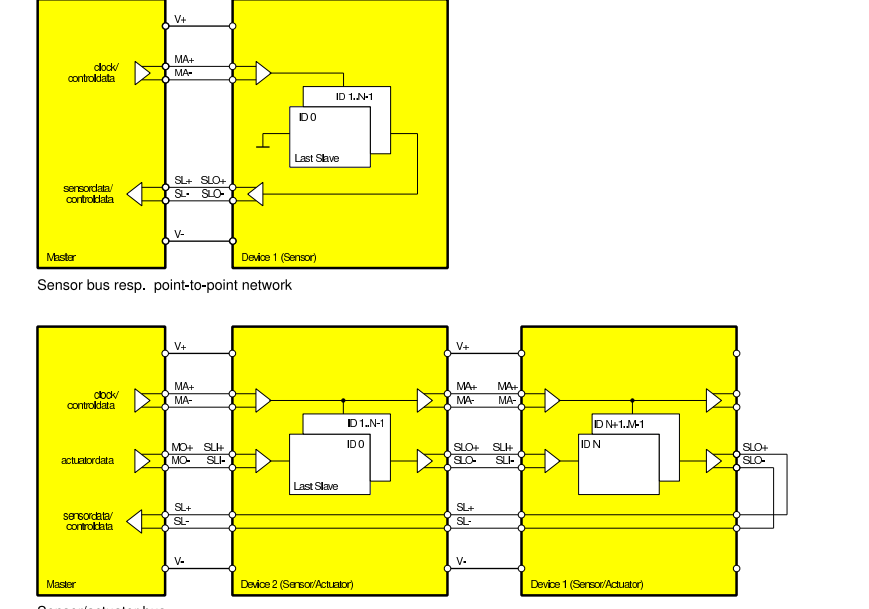 V+
clock/
controldata
MA+
MA-
ID 1..N-1
ID 0
Last Slave
sensordata/
controldata
SL+ SLO+
SL- SLO-
V-
Master
Device 1 (Sensor)
Sensor bus resp. point-to-point network
V+ V+
clock/
controldata
MA+ MA+ MA+
MA- MA- MA-
ID 1..N-1 ID N+1..M-1
actuatordata
MO+ SLI+ ID 0 SLO+ SLI+ ID N SLO+
MO- SLI- SLO- SLI- SLO-
Last Slave
sensordata/
controldata
SL+ SL+
SL- SL-
V- V-
Master
Device 2 (Sensor/Actuator)
Device 1 (Sensor/Actuator)
Sensor/actuator bus